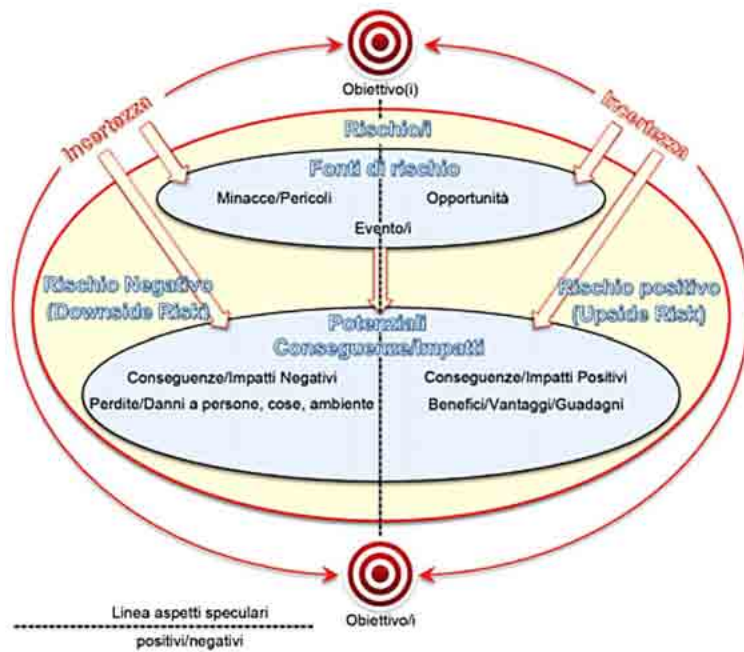 Obiettivo(i)
Incertezza
Incertezza
Rischio/i
Fonti di rischio
Minacce/Pericoli
Opportunità
Evento/i
Rischio Negativo
(Downside Risk)
Rischio positivo
(Upside Risk)
Potenziali
Conseguenze/Impatti
Conseguenze/Impatti Negativi
Perdite/Danni a persone, cose, ambiente
Conseguenze/Impatti Positivi
Benefici/Vantaggi/Guadagni
Obiettivo/i
Linea aspetti speculari
positivi/negativi